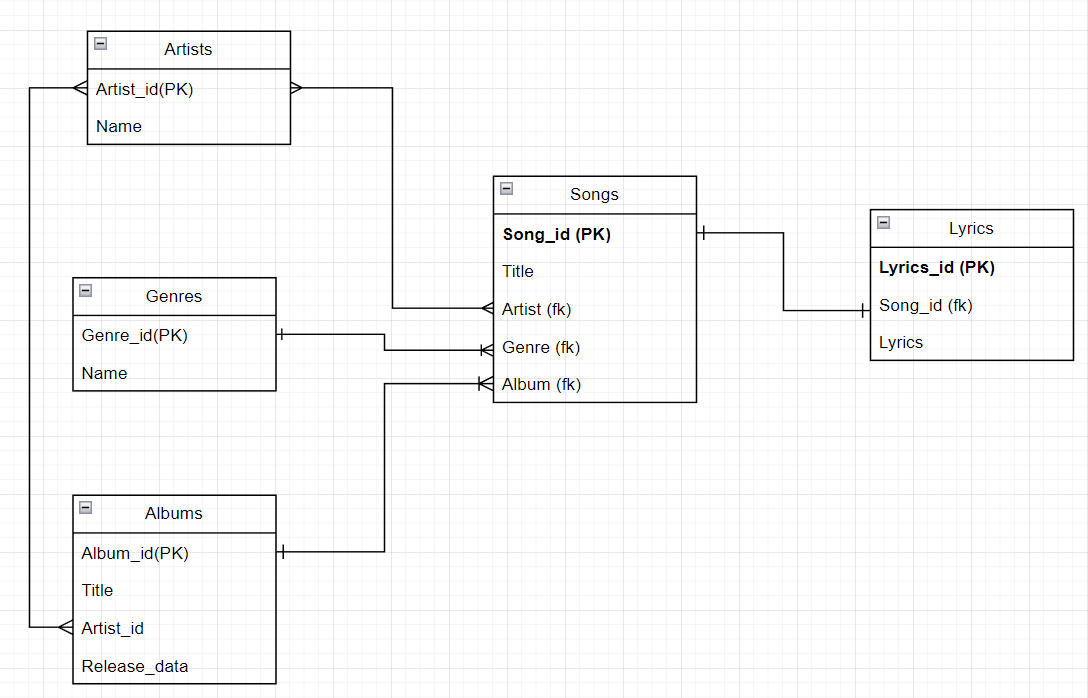 Artists
Artist_id(PK)
Name
Genres
Genre_id(PK)
Name
Albums
Album_id(PK)
Title
Artist_id
Release_data
Songs
Song_id (PK)
Title
Artist (fk)
Genre (fk)
Album (fk)
Lyrics
Lyrics_id (PK)
Song_id (fk)
Lyrics